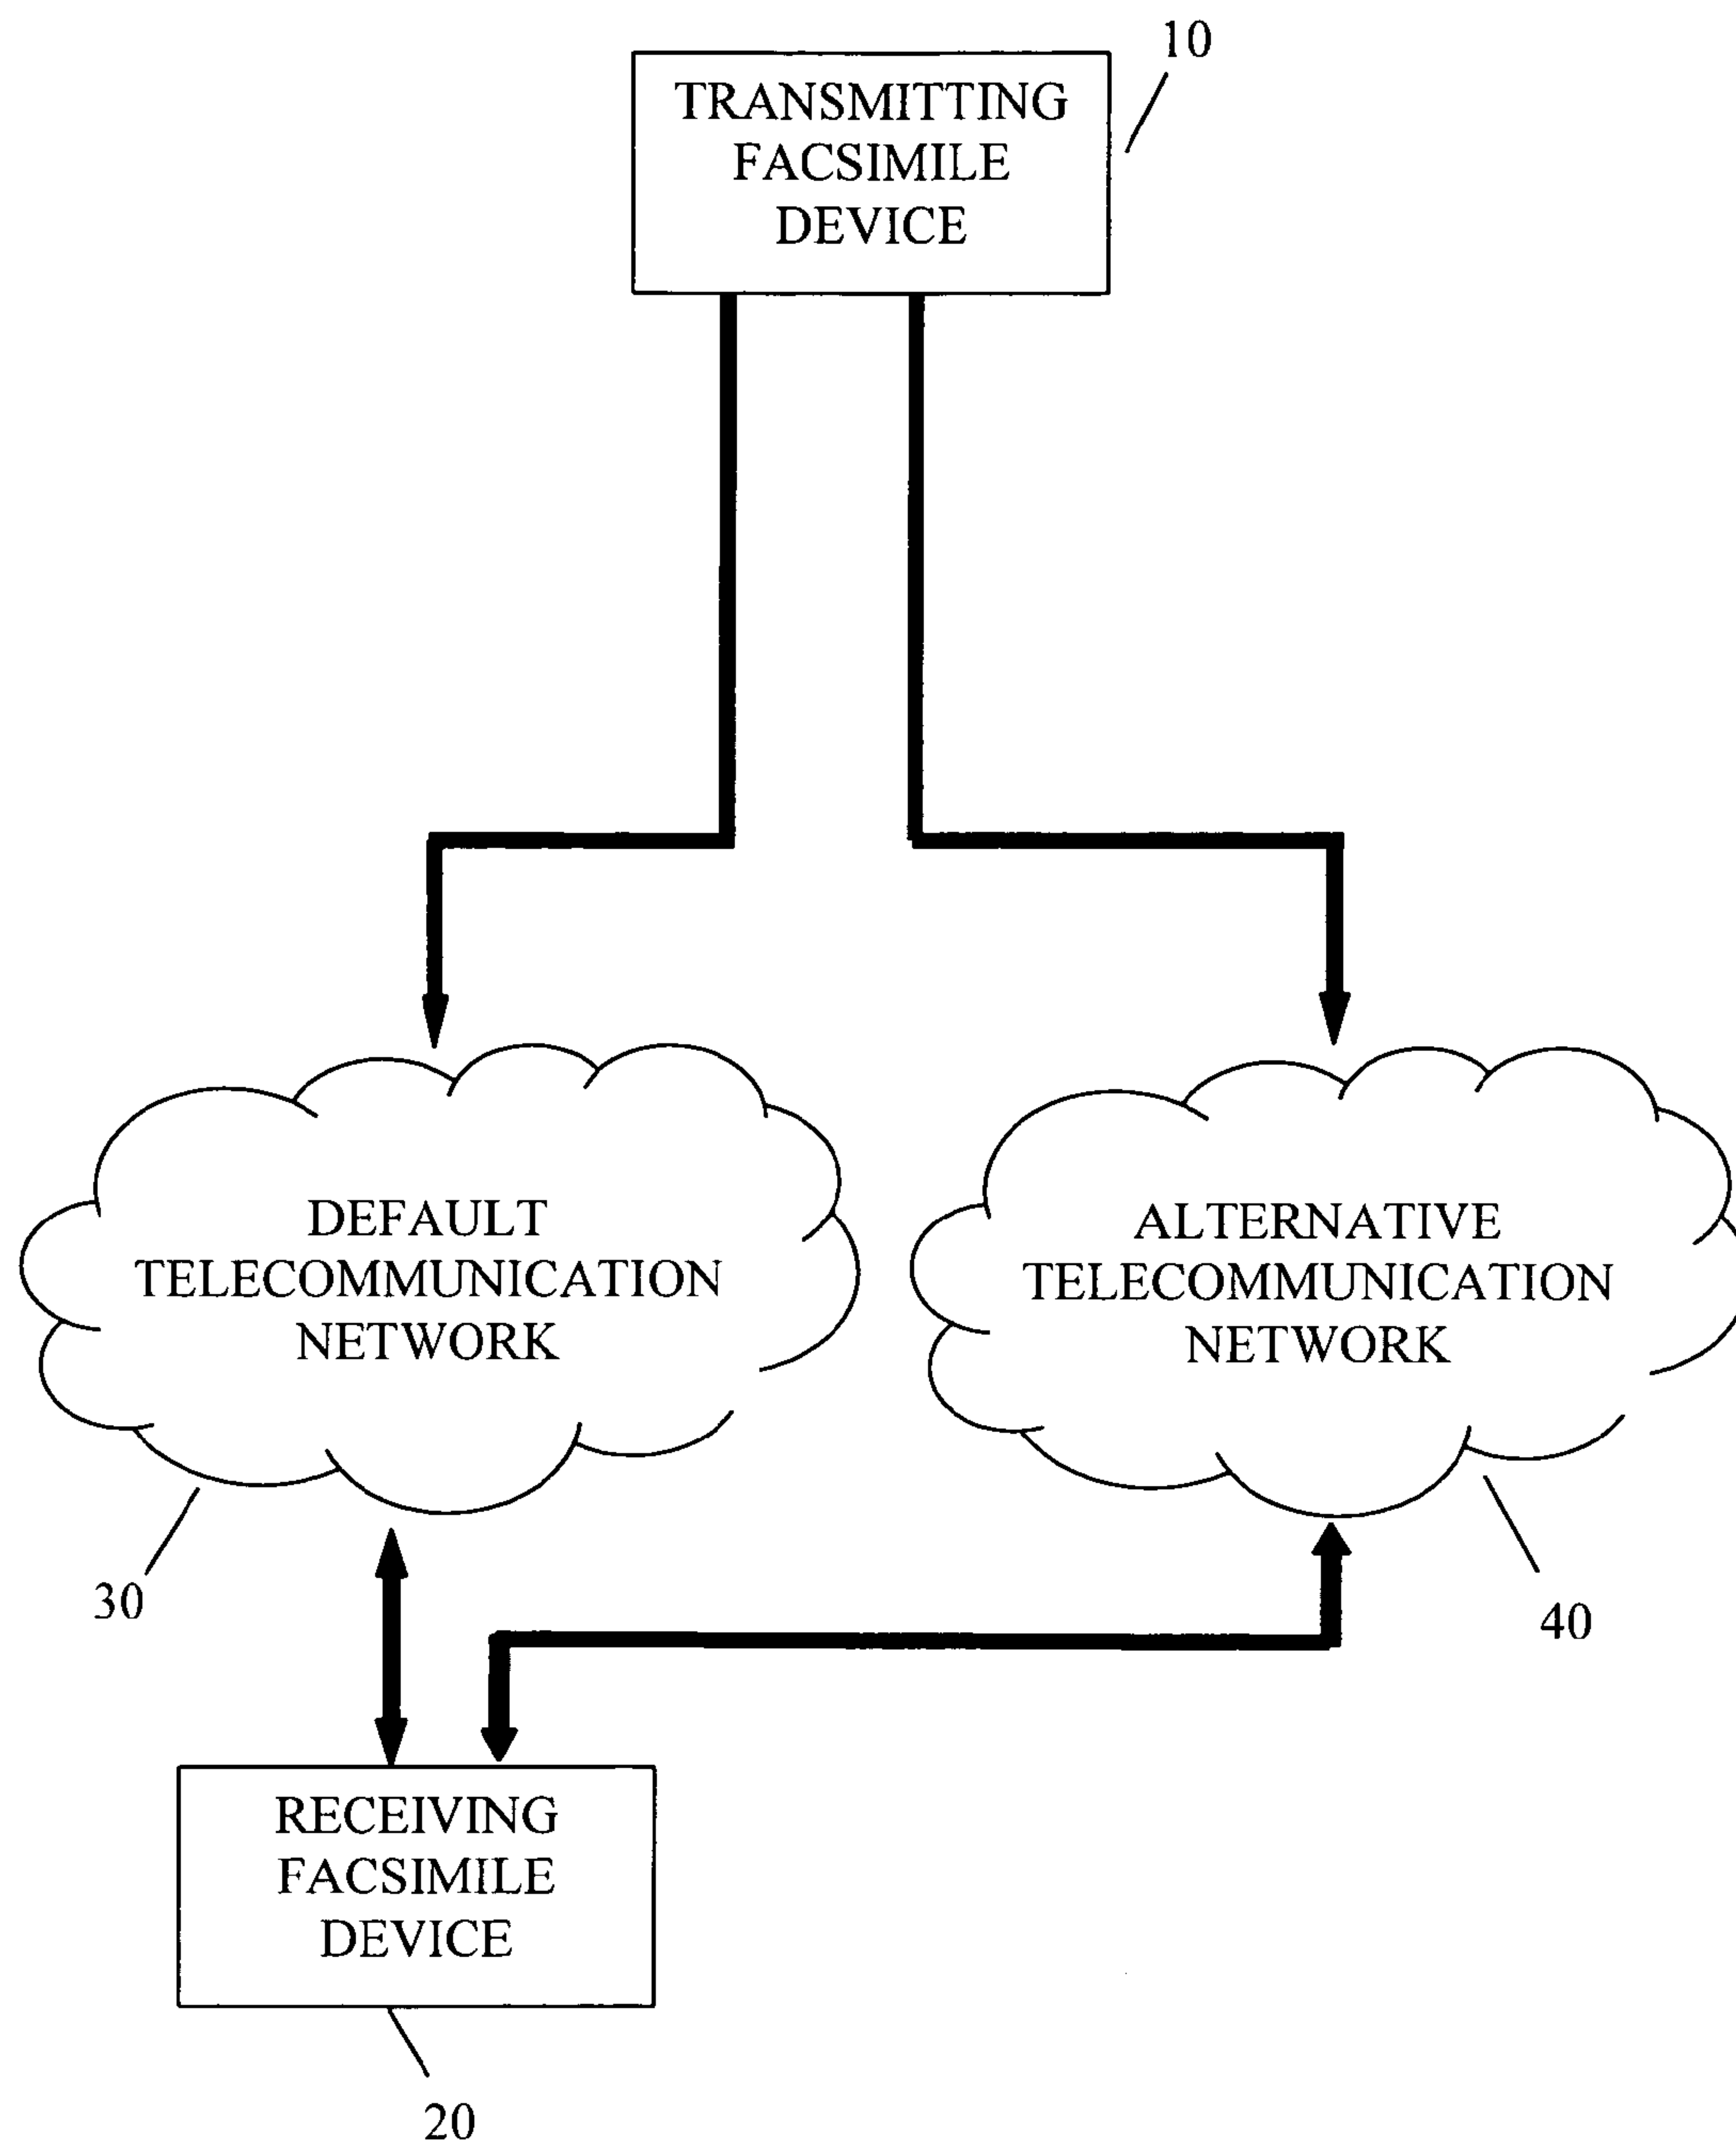 10
TRANSMITTING
FACSIMILE
DEVICE
DEFAULT
TELECOMMUNICATION
NETWORK
ALTERNATIVE
TELECOMMUNICATION
NETWORK
30
40
RECEIVING
FACSIMILE
DEVICE
20